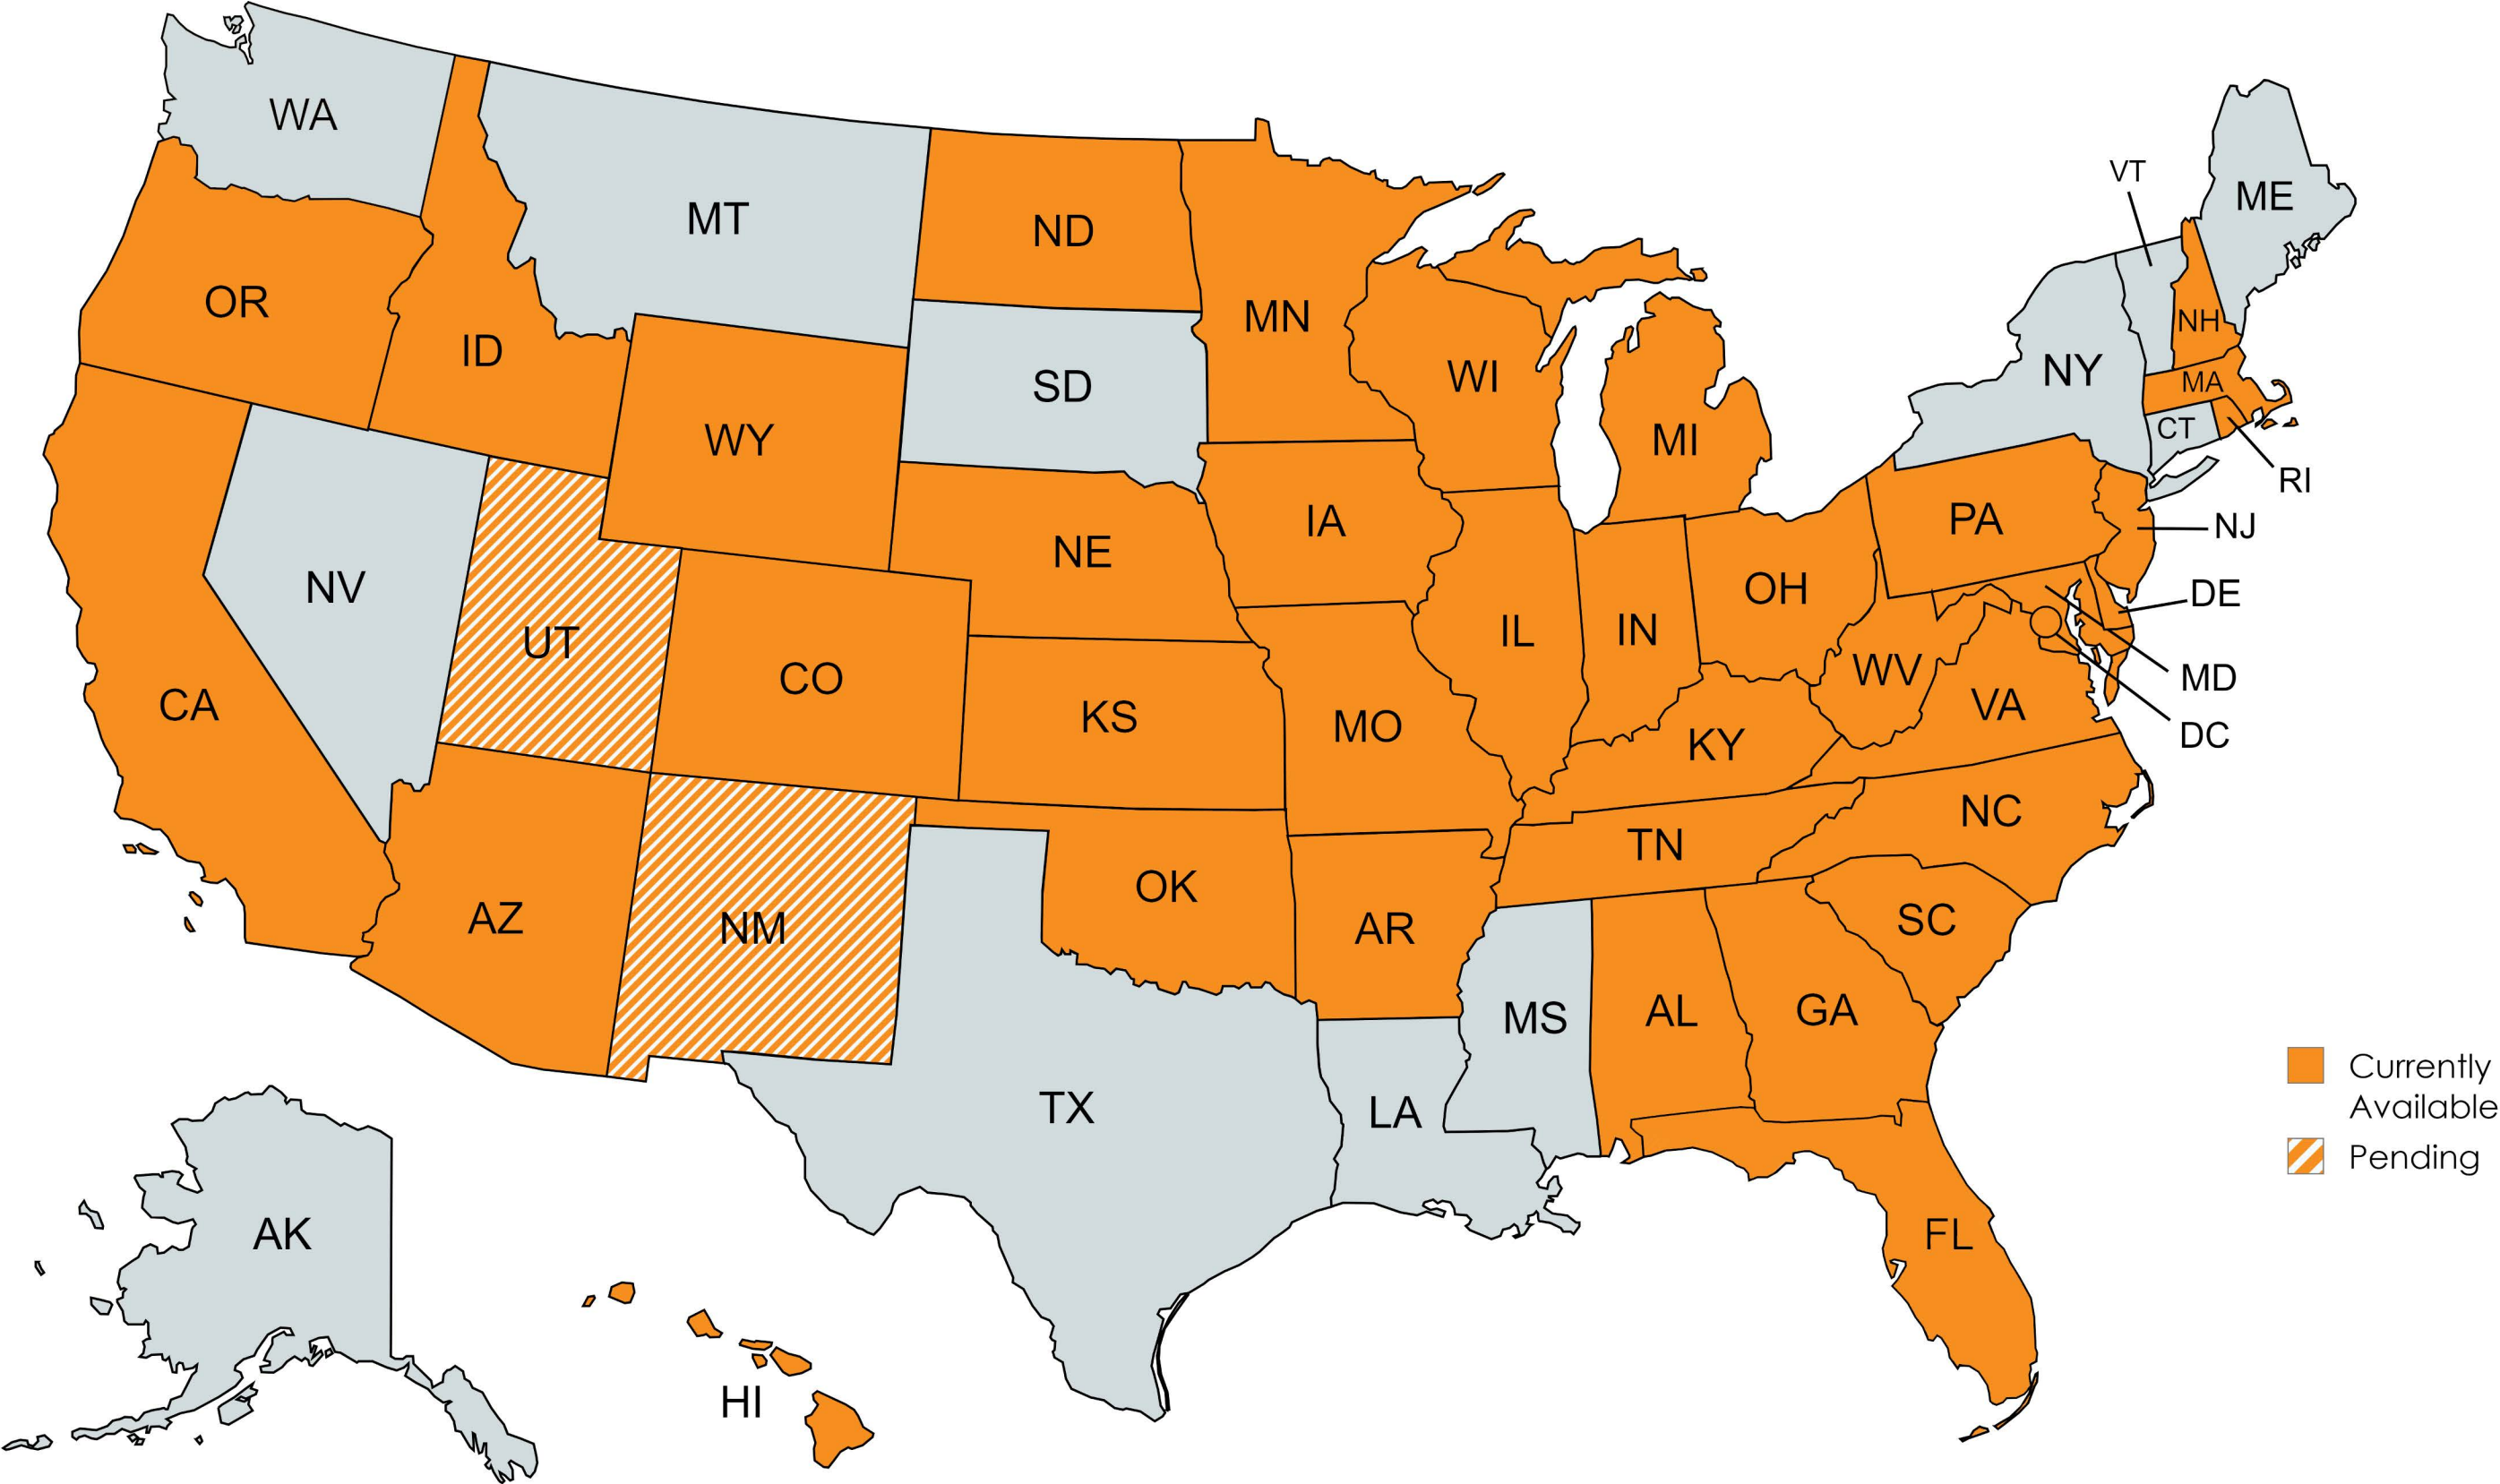 WA
MT
ND
MN
VT
ME
OR
ID
WY
SD
WI
MI
NY
NH
MA
CT
RI
NV
UT
CO
NE
IA
IL
IN
OH
PA
NJ
DE
MD
DC
CA
KS
MO
KY
WV
VA
AZ
NM
OK
AR
TN
NC
SC
TX
LA
MS
AL
GA
FL
AK
HI
Currently
Available
Pending